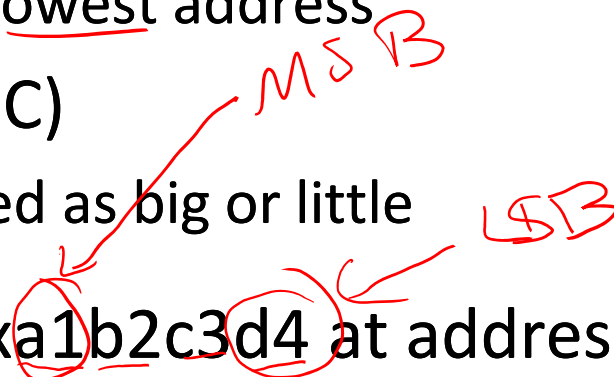 owest address
MSB
C)
ed as big or little
LSB
xa1b2c3d4 at addres